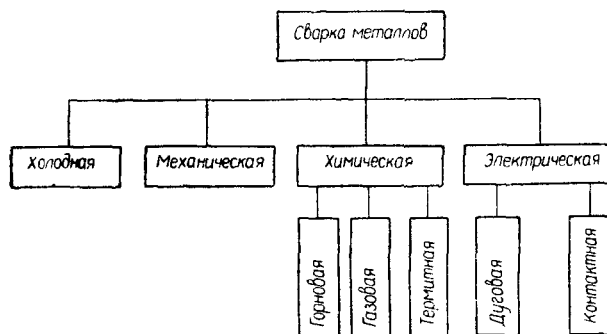 Сварка металлов
Холодная
Механическая
Химическая
Электрическая
Горновая
Газовая
Термитная
Дуговая
Контактная